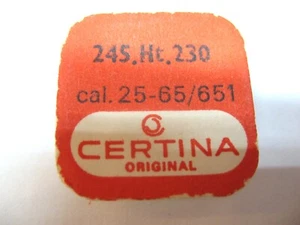 245.Ht.230
cal. 25-65/651
CERTINA
ORIGINAL